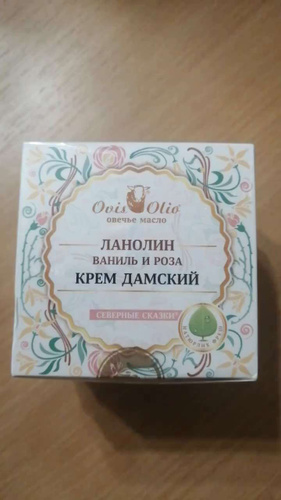 Ovis Olio
овечье масло
ЛАНОЛИН
ВАНИЛЬ И РОЗА
КРЕМ ДАМСКИЙ
СЕВЕРНЫЕ СКАЗКИ